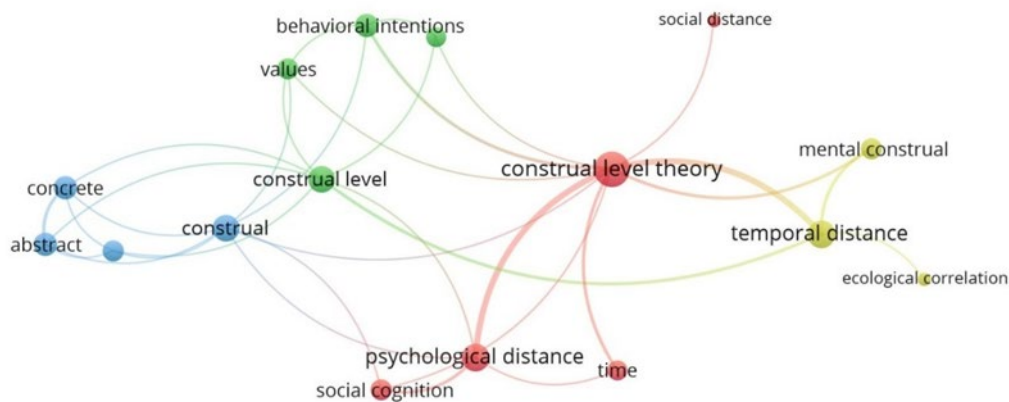 social distance
behavioral intentions
values
mental construal
construal level theory
construal level
concrete
construal
temporal distance
abstract
ecological correlation
psychological distance
time
social cognition